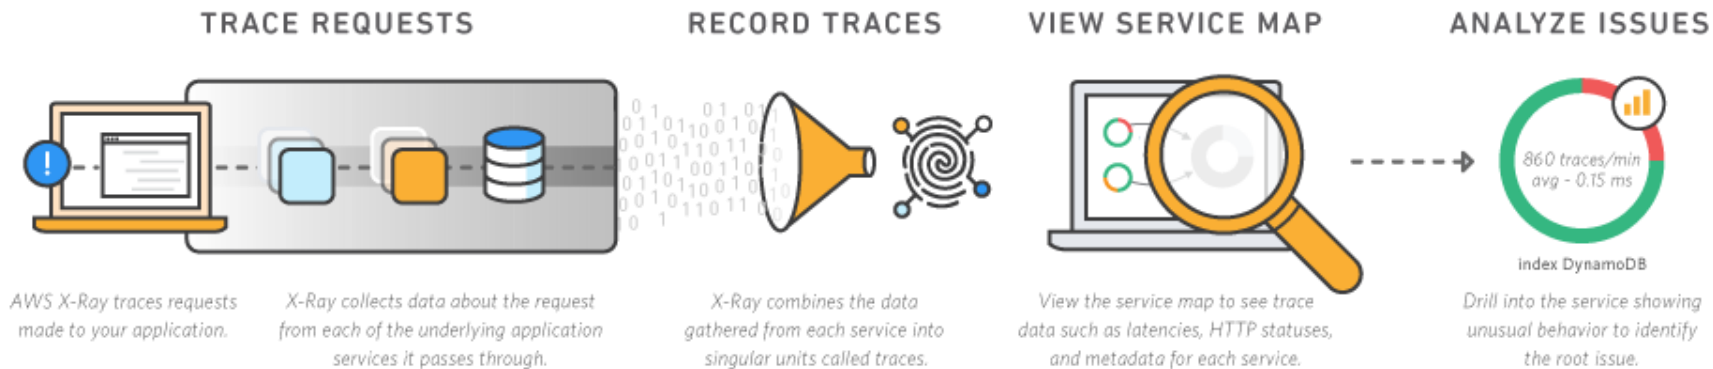 TRACE REQUESTS
RECORD TRACES
VIEW SERVICE MAP
ANALYZE ISSUES
!
01 01 01
860 traces/min
avg - 0.15 ms
index DynamoDB
AWS X-Ray traces requests
made to your application.
X-Ray collects data about the request
from each of the underlying application
services it passes through.
X-Ray combines the data
gathered from each service into
singular units called traces.
View the service map to see trace
data such as latencies, HTTP statuses,
and metadata for each service.
Drill into the service showing
unusual behavior to identify
the root issue.